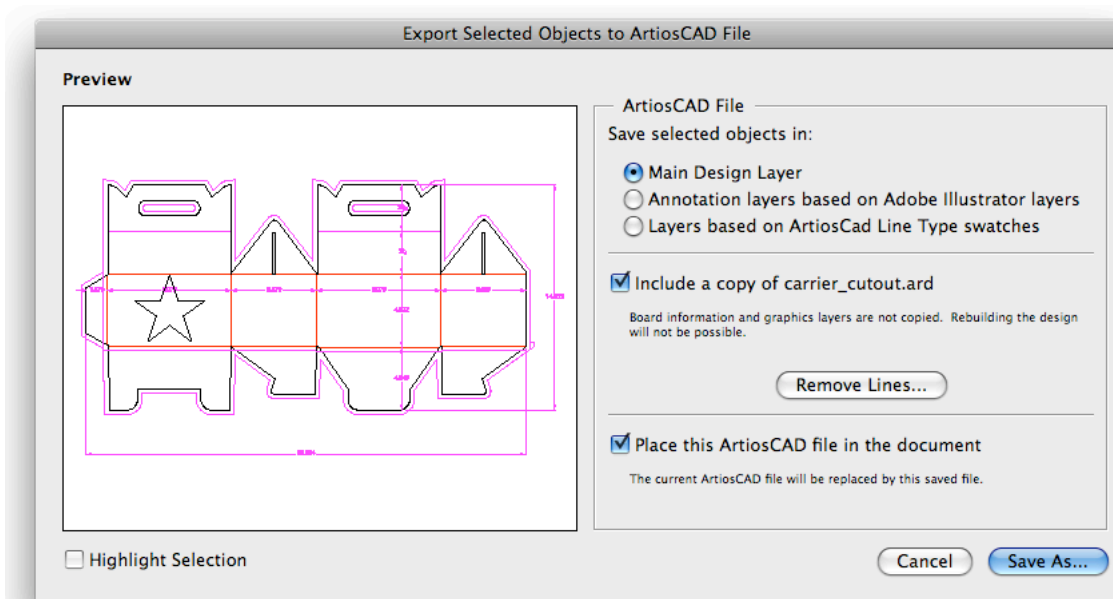 Export Selected Objects to ArtiosCAD File
Preview
ArtiosCAD File
Save selected objects in:
Main Design Layer
Annotation layers based on Adobe Illustrator layers
Layers based on ArtiosCad Line Type swatches
Include a copy of carrier_cutout.ard
Board information and graphics layers are not copied. Rebuilding the design
will not be possible.
Remove Lines...
Place this ArtiosCAD file in the document
The current ArtiosCAD file will be replaced by this saved file.
Highlight Selection
Cancel
Save As...